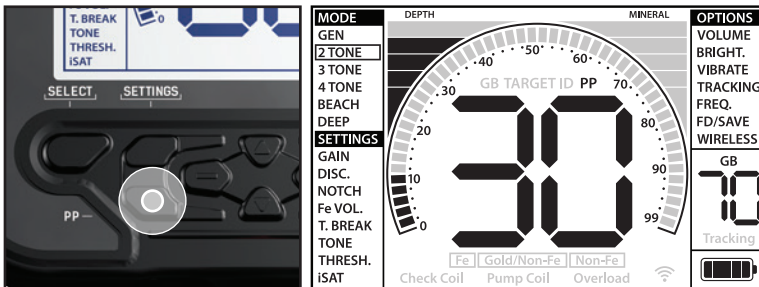 T. BREAK
TONE
THRESH.
iSAT
0
SELECT
SETTINGS
PP
MODE
GEN
2 TONE
3 TONE
4 TONE
BEACH
DEEP
SETTINGS
GAIN
DISC.
NOTCH
Fe VOL.
T. BREAK
TONE
THRESH.
iSAT
DEPTH
MINERAL
0
10
20
30
40
50
60
70
80
90
99
GB TARGET ID PP
30
Fe Gold/Non-Fe Non-Fe
Check Coil Pump Coil Overload
OPTIONS
VOLUME
BRIGHT.
VIBRATE
TRACKING
FREQ.
FD/SAVE
WIRELESS
GB
70
Tracking